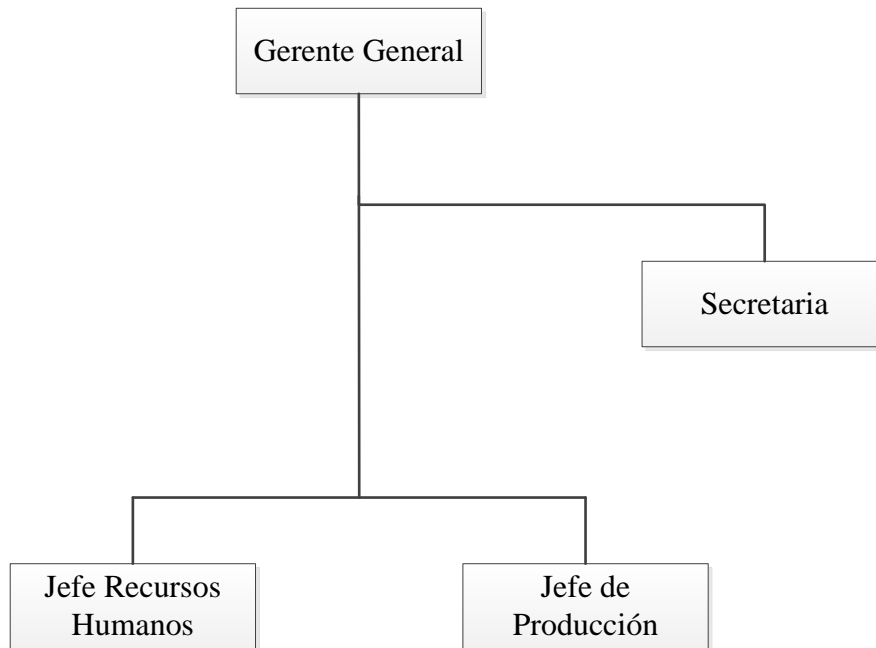 Gerente General
Secretaria
Jefe Recursos
Humanos
Jefe de
Producción